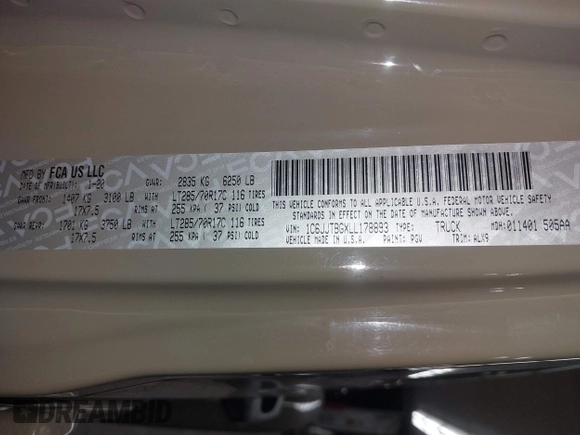 MFD BY FCA US LLC
DATE OF MFR(BUILT): 1-20 GVWR: 2835 KG 6250 LB
GAWR FRONT: 1407 KG 3100 LB WITH LT285/70R17C 116 TIRES
17X7.5 RIMS AT 255 KPA ( 37 PSI) COLD
GAWR REAR: 1701 KG 3750 LB WITH LT285/70R17C 116 TIRES
17X7.5 RIMS AT 255 KPA ( 37 PSI) COLD
THIS VEHICLE CONFORMS TO ALL APPLICABLE U.S.A. FEDERAL MOTOR VEHICLE SAFETY
STANDARDS IN EFFECT ON THE DATE OF MANUFACTURE SHOWN ABOVE.
VIN: 1C6JJTBGXLL178893 TYPE: TRUCK MDH: 011401 505AA
VEHICLE MADE IN U.S.A. PAINT: PGV TRIM: ALX9
DREAMBID